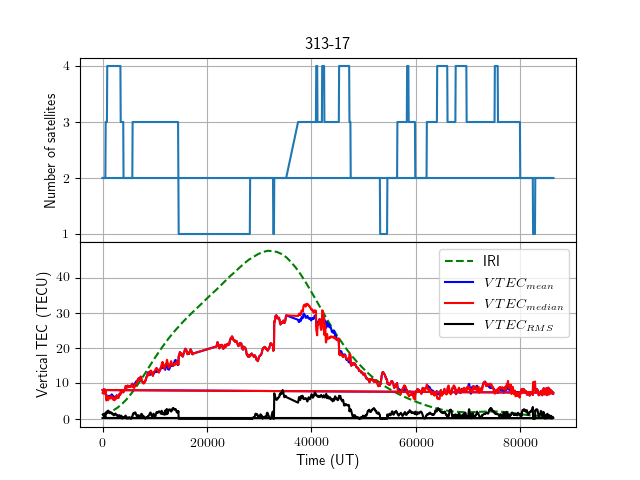 313-17
Number of satellites
4
3
2
1
Vertical TEC (TECU)
40
30
20
10
0
IRI
VTEC_mean
VTEC_median
VTEC_RMS
0 20000 40000 60000 80000
Time (UT)